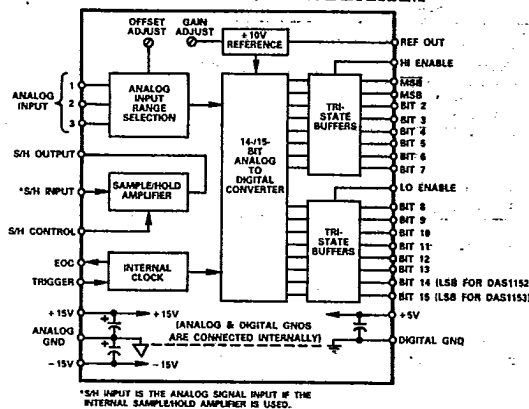 OFFSET ADJUST
GAIN ADJUST
+10V REFERENCE
REF OUT
HI ENABLE
ANALOG INPUT
1
2
3
ANALOG INPUT RANGE SELECTION
14-/15-BIT ANALOG TO DIGITAL CONVERTER
TRI-STATE BUFFERS
MSB
MSB
BIT 2
BIT 3
BIT 4
BIT 5
BIT 6
BIT 7
S/H OUTPUT
*S/H INPUT
SAMPLE/HOLD AMPLIFIER
S/H CONTROL
LO ENABLE
TRI-STATE BUFFERS
BIT 8
BIT 9
BIT 10
BIT 11
BIT 12
BIT 13
BIT 14 (LSB FOR DAS1152)
BIT 15 (LSB FOR DAS1153)
EOC
TRIGGER
INTERNAL CLOCK
+15V
+15V
ANALOG GND
(ANALOG & DIGITAL GNDS ARE CONNECTED INTERNALLY)
-15V
-15V
+5V
DIGITAL GND
*S/H INPUT IS THE ANALOG SIGNAL INPUT IF THE
INTERNAL SAMPLE/HOLD AMPLIFIER IS USED.